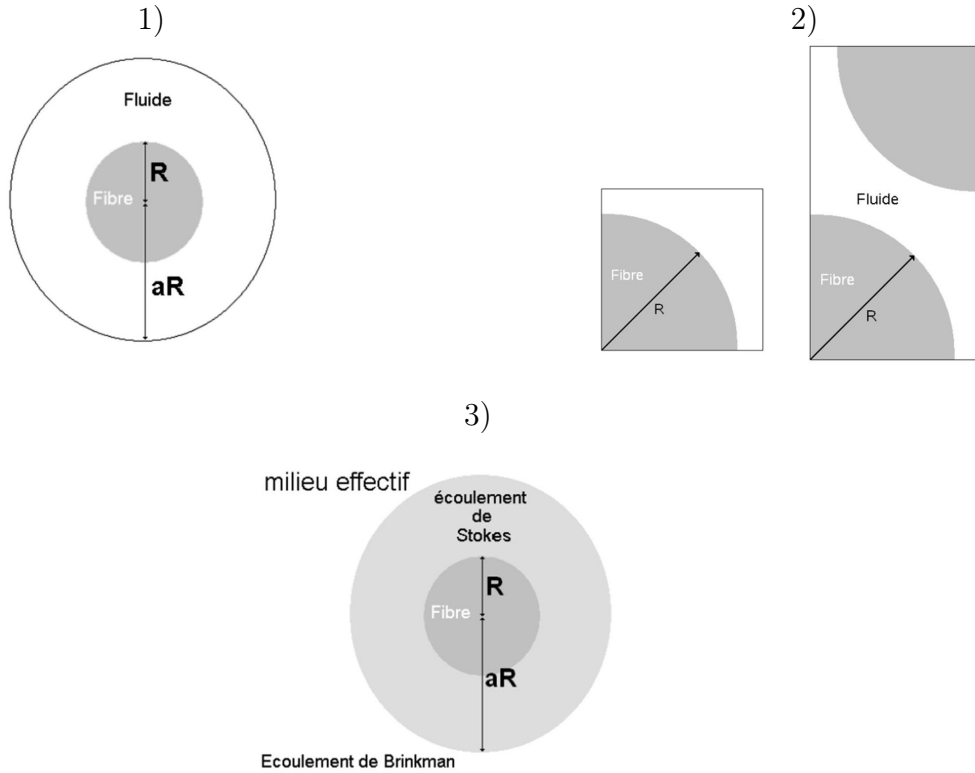 1)
Fluide
R
Fibre
aR
2)
Fluide
Fibre
R
Fibre
R
3)
milieu effectif
écoulement
de
Stokes
R
Fibre
aR
Ecoulement de Brinkman